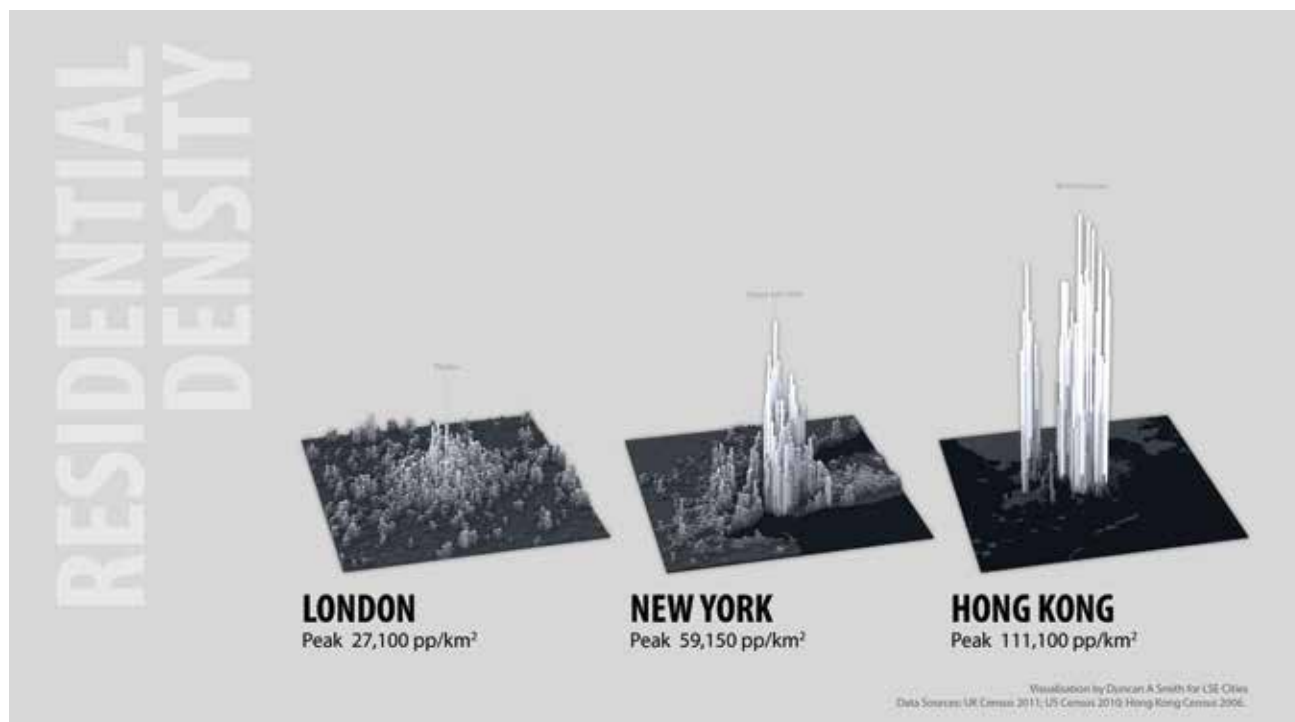 RESIDENTIAL
DENSITY
LONDON
Peak 27,100 pp/km²
NEW YORK
Peak 59,150 pp/km²
HONG KONG
Peak 111,100 pp/km²
Visualisation by Duncan A Smith for LSE Cities
Data Sources: UK Census 2011; US Census 2010; Hong Kong Census 2006.